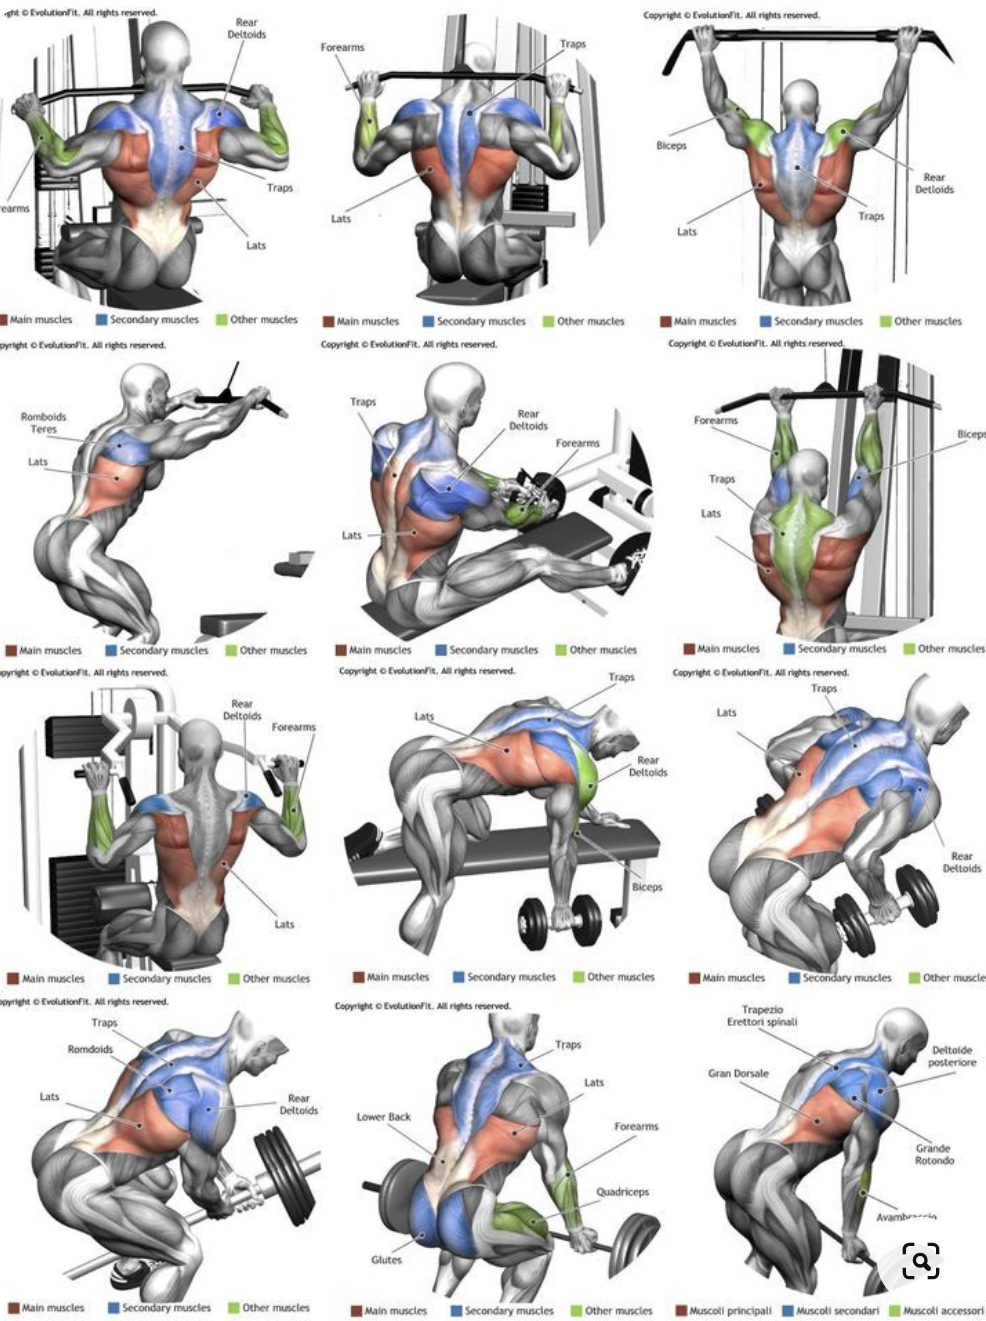 ght © EvolutionFit. All rights reserved.
Rear
Deltoids
Traps
Lats
earms
Main muscles
Secondary muscles
Other muscles
Forearms
Traps
Lats
Main muscles
Secondary muscles
Other muscles
Copyright © EvolutionFit. All rights reserved.
Biceps
Rear
Detloids
Traps
Lats
Main muscles
Secondary muscles
Other muscles
opyright © EvolutionFit. All rights reserved.
Romboids
Teres
Lats
Main muscles
Secondary muscles
Other muscles
Copyright © EvolutionFit. All rights reserved.
Traps
Rear
Deltoids
Forearms
Lats
Main muscles
Secondary muscles
Other muscles
Copyright © EvolutionFit. All rights reserved.
Forearms
Biceps
Traps
Lats
Main muscles
Secondary muscles
Other muscles
opyright © EvolutionFit. All rights reserved.
Rear
Deltoids
Forearms
Lats
Main muscles
Secondary muscles
Other muscles
Copyright © EvolutionFit. All rights reserved.
Traps
Lats
Rear
Deltoids
Biceps
Main muscles
Secondary muscles
Other muscles
Copyright © EvolutionFit. All rights reserved.
Traps
Lats
Rear
Deltoids
Main muscles
Secondary muscles
Other muscle
opyright © EvolutionFit. All rights reserved.
Traps
Romdoids
Lats
Rear
Deltoids
Main muscles
Secondary muscles
Other muscles
Copyright © EvolutionFit. All rights reserved.
Traps
Lats
Lower Back
Forearms
Quadriceps
Glutes
Main muscles
Secondary muscles
Other muscles
Trapezio
Erettori spinali
Deltoide
posteriore
Gran Dorsale
Grande
Rotondo
Avambraccio
Muscoli principali
Muscoli secondari
Muscoli accessori